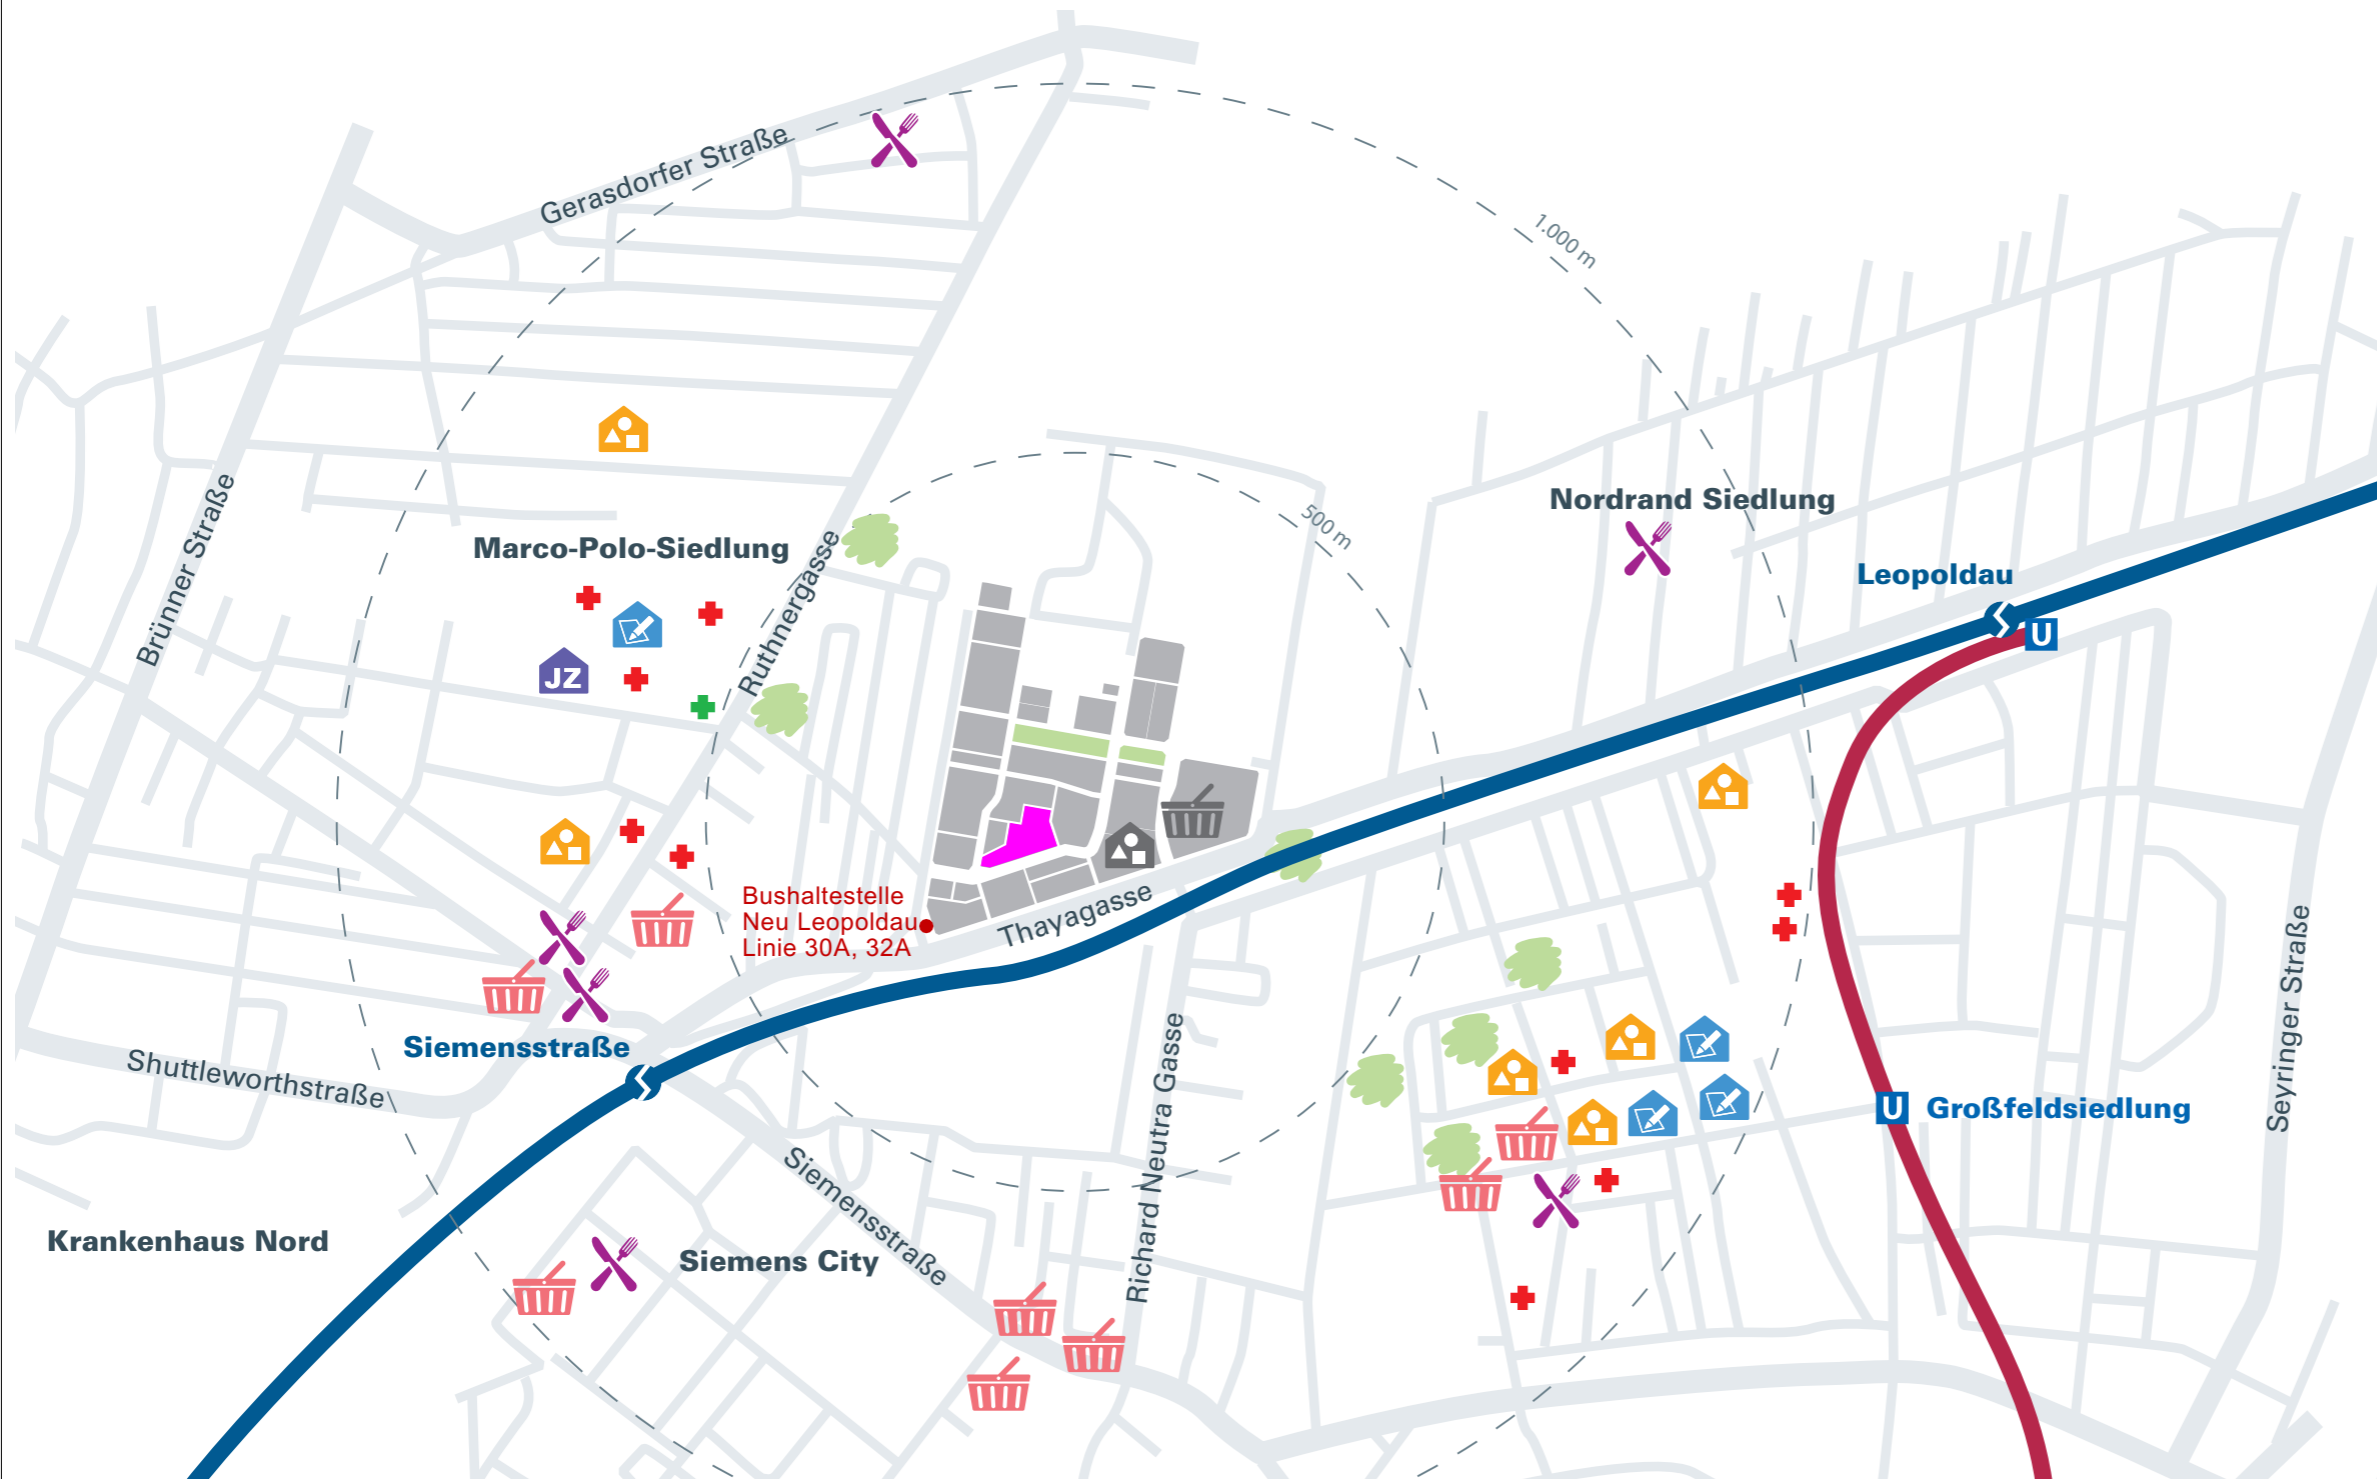 Gerasdorfer Straße
1.000 m
Brünner Straße
500 m
Nordrand Siedlung
Marco-Polo-Siedlung
Ruthnergasse
Leopoldau
U
JZ
Bushaltestelle
Neu Leopoldau
Linie 30A, 32A
Thayagasse
Siemensstraße
Shuttleworthstraße
Richard Neutra Gasse
Seyringer Straße
U Großfeldsiedlung
Siemensstraße
Krankenhaus Nord
Siemens City